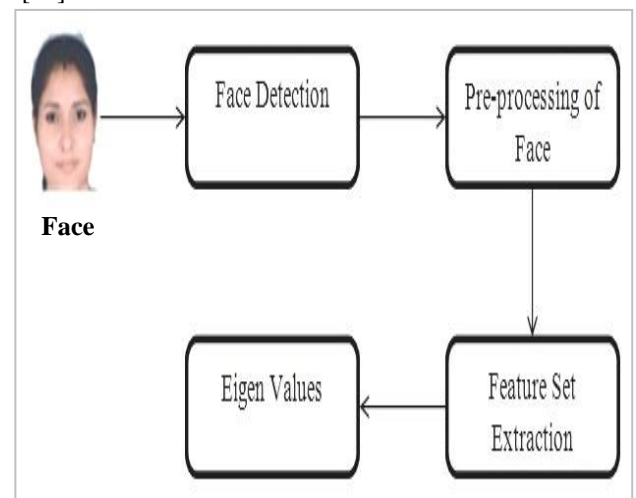 Face Detection
Pre-processing of
Face
Face
Feature Set
Extraction
Eigen Values